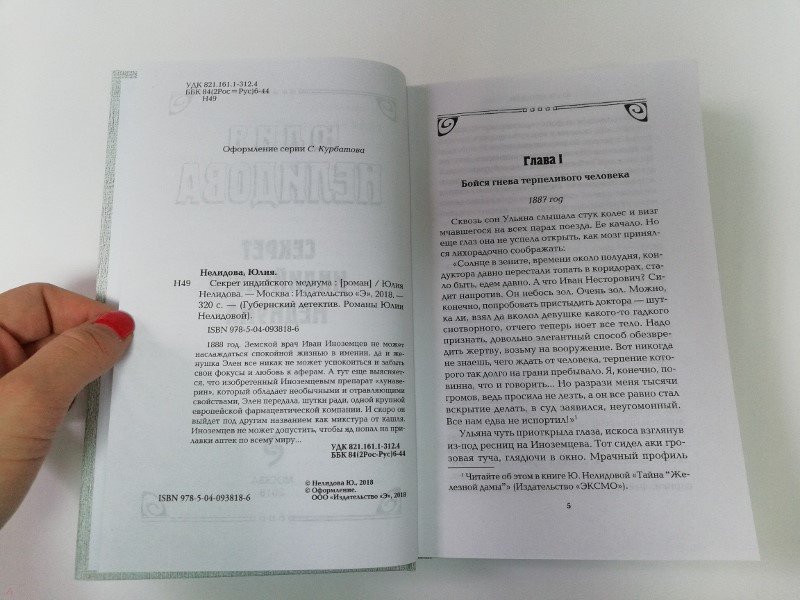 УДК 821.161.1-312.4
ББК 84(2Рос=Рус)6-44
Н49
Оформление серии С. Курбатова
Нелидова, Юлия.
Н49 Секрет индийского медиума : [роман] / Юлия
Нелидова. — Москва : Издательство «Э», 2018. —
320 с. — (Губернский детектив. Романы Юлии
Нелидовой).
ISBN 978-5-04-093818-6
1888 год. Земской врач Иван Иноземцев не может
наслаждаться спокойной жизнью в имении, да и же-
нушка Элен все никак не может успокоиться и забыть
свои фокусы и любовь к аферам. А тут еще выясняет-
ся, что изобретенный Иноземцевым препарат «лунаве-
рин», который обладает необычными и отравляющими
свойствами, Элен передала, шутки ради, одной крупной
европейской фармацевтической компании. И скоро он
выйдет под другим названием как микстура от кашля.
Иноземцев не может допустить, чтобы яд попал на при-
лавки аптек по всему миру...
УДК 821.161.1-312.4
ББК 84(2Рос-Рус)6-44
© Нелидова Ю., 2018
© Оформление.
ООО «Издательство «Э», 2018
ISBN 978-5-04-093818-6
Глава I
Бойся гнева терпеливого человека
1887 год
Сквозь сон Ульяна слышала стук колес и визг
мчавшегося на всех парах поезда. Ее качало. Но
еще глаз она не успела открыть, как мозг принял-
ся лихорадочно соображать:
«Солнце в зените, времени около полудня, кон-
дуктора давно перестали топать в коридорах, ста-
ло быть, едем давно. А что Иван Несторович? Си-
дит напротив. Он небось зол. Очень зол. Можно,
конечно, попробовать пристыдить доктора — шут-
ка ли, взял да вколол девушке какого-то гадкого
снотворного, отчего теперь ноет все тело. Надо
признать, довольно элегантный способ обезвре-
дить жертву, возьму на вооружение. Вот никогда
не знаешь, чего ждать от человека, терпение кото-
рого так долго на грани пребывало. Я, конечно, по-
винна, что и говорить... Но разрази меня тысячи
громов, ведь просила не лезть, а он все равно стал
вскрытие делать, в суд заявился, неугомонный.
Все нам едва не испортил!»¹
Ульяна чуть приоткрыла глаза, искоса взглянув
из-под ресниц на Иноземцева. Тот сидел аки гро-
зовая туча, глядючи в окно. Мрачный профиль
¹ Читайте об этом в книге Ю. Нелидовой «Тайна "Же-
лезной дамы"» (Издательство «ЭКСМО»).
5